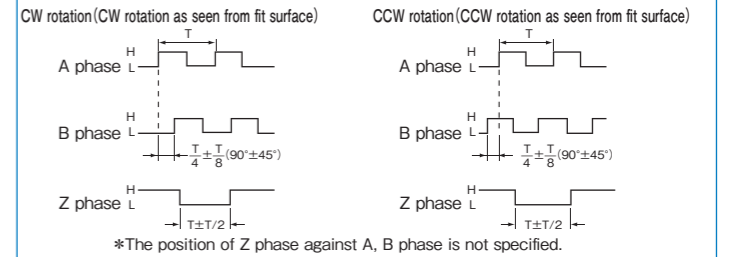 CW rotation(CW rotation as seen from fit surface) CCW rotation(CCW rotation as seen from fit surface)
T T
H H
A phase L A phase L
H H
B phase L B phase L
T/4±T/8(90°±45°) T/4±T/8(90°±45°)
H H
Z phase L Z phase L
T±T/2 T±T/2
*The position of Z phase against A, B phase is not specified.